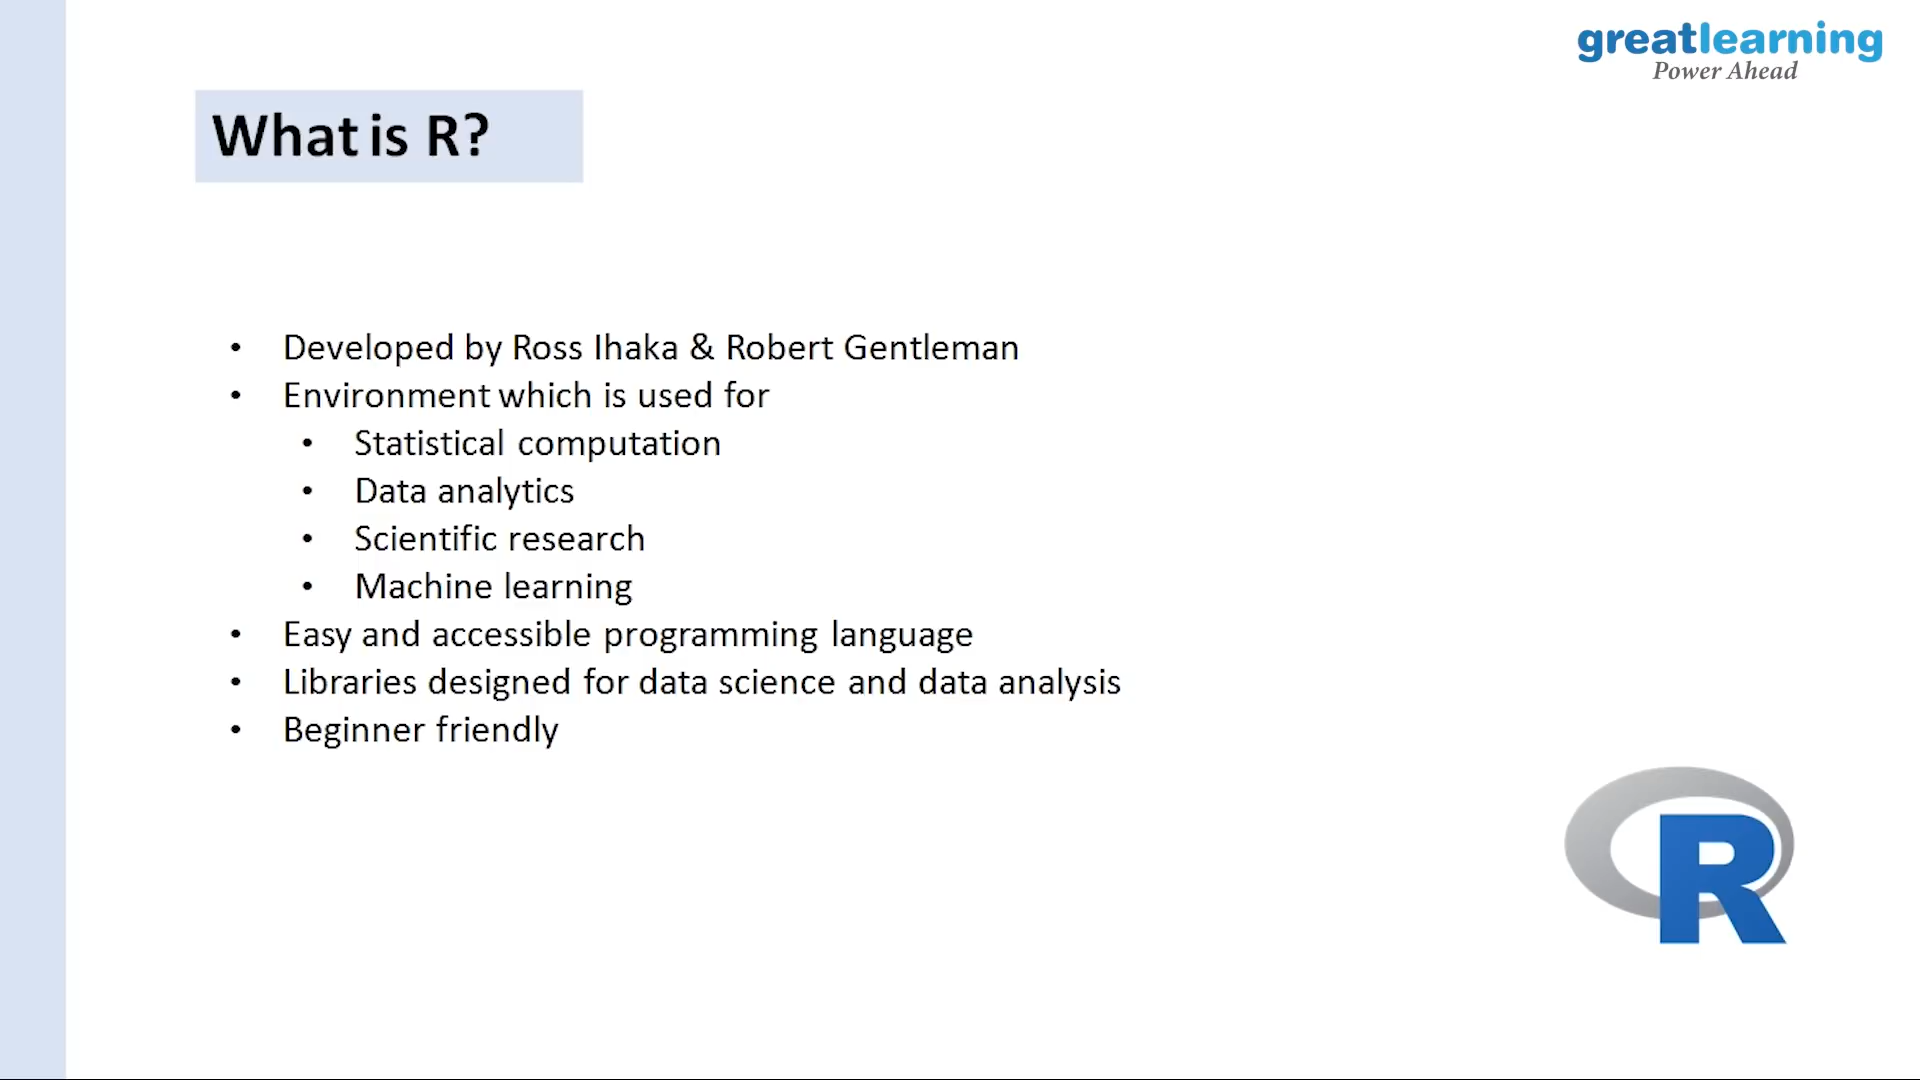 greatlearning
Power Ahead
What is R?
• Developed by Ross Ihaka & Robert Gentleman
• Environment which is used for
• Statistical computation
• Data analytics
• Scientific research
• Machine learning
• Easy and accessible programming language
• Libraries designed for data science and data analysis
• Beginner friendly
R